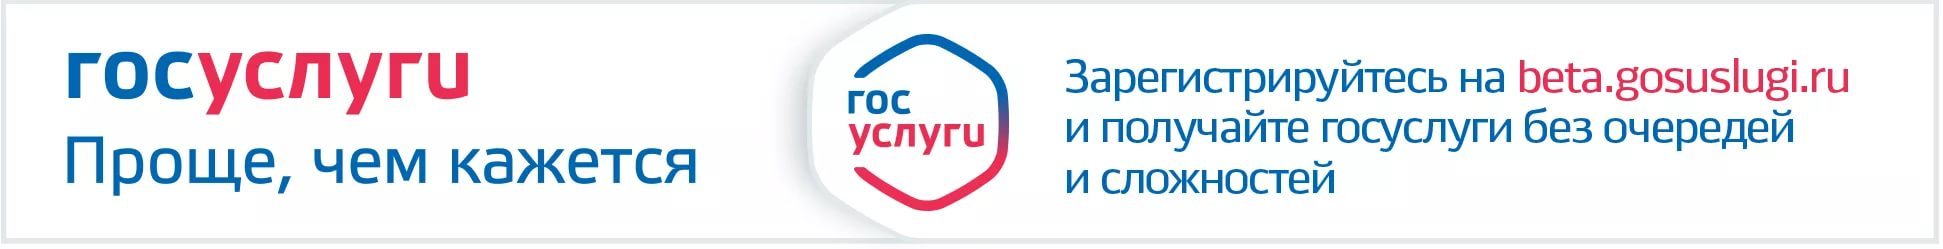 госуслуги
Проще, чем кажется
гос
услуги
Зарегистрируйтесь на beta.gosuslugi.ru
и получайте госуслуги без очередей
и сложностей